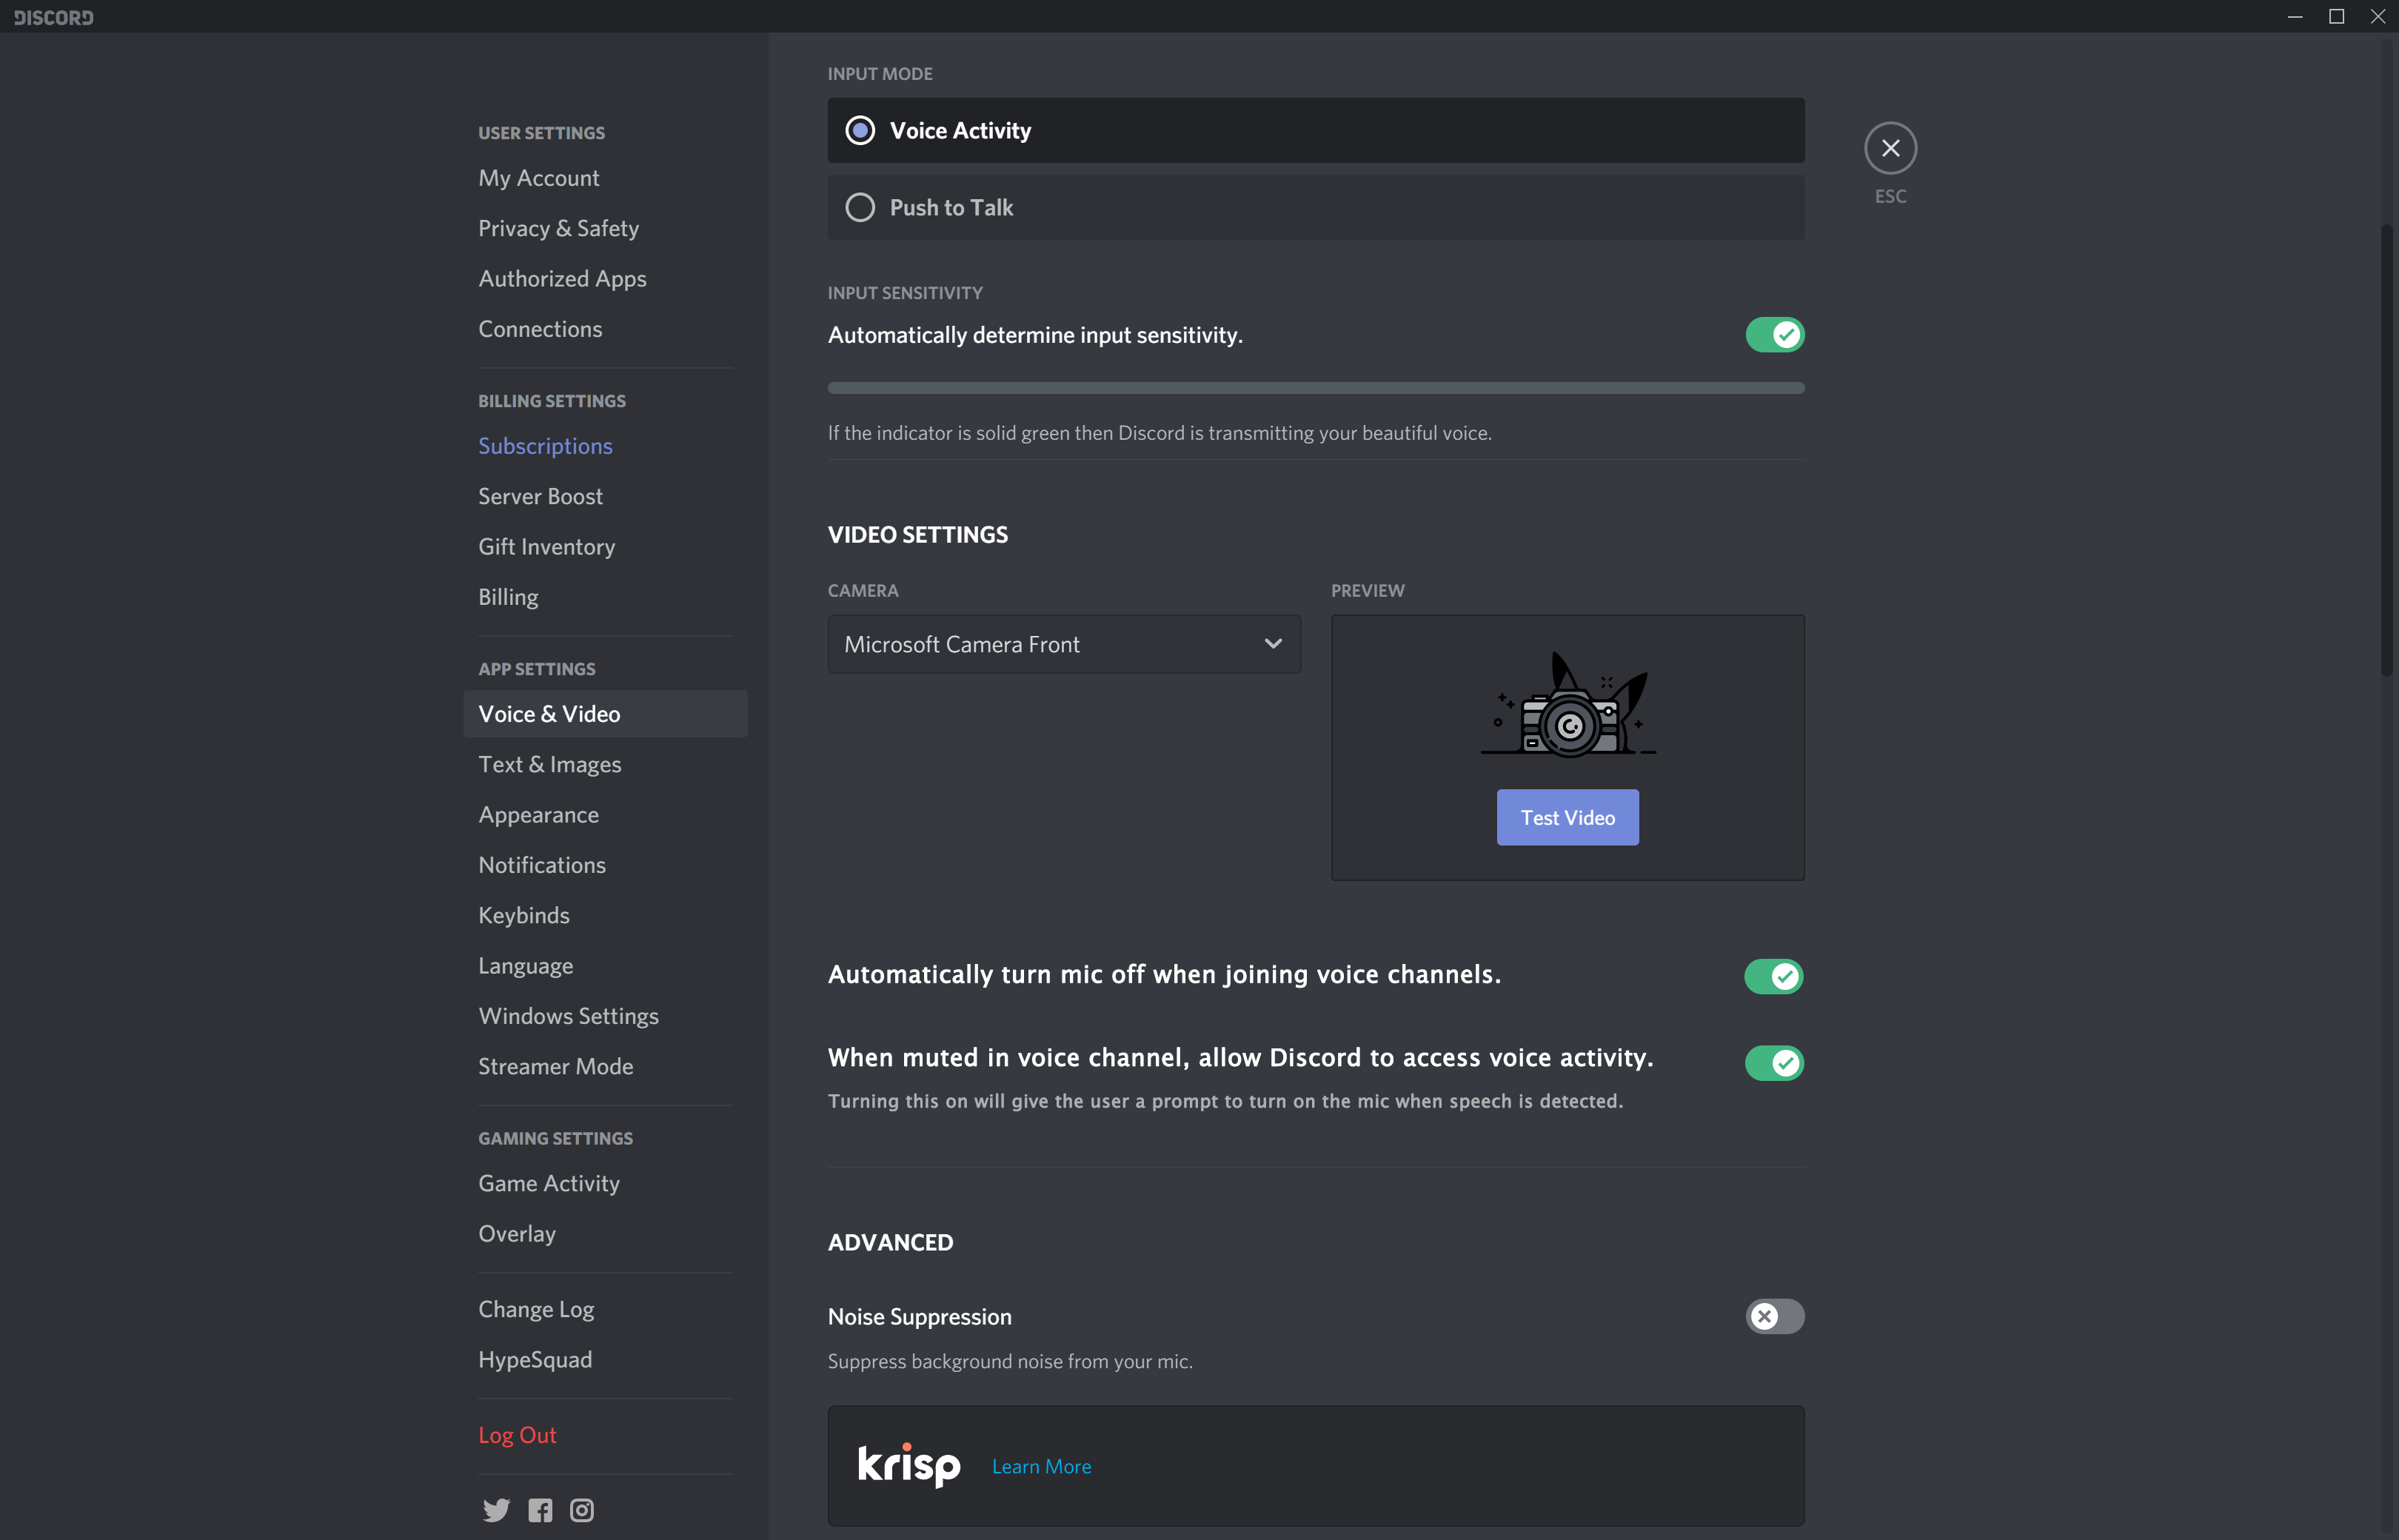 DISCORD
USER SETTINGS
My Account
Privacy & Safety
Authorized Apps
Connections
BILLING SETTINGS
Subscriptions
Server Boost
Gift Inventory
Billing
APP SETTINGS
Voice & Video
Text & Images
Appearance
Notifications
Keybinds
Language
Windows Settings
Streamer Mode
GAMING SETTINGS
Game Activity
Overlay
Change Log
HypeSquad
Log Out
INPUT MODE
Voice Activity
Push to Talk
ESC
INPUT SENSITIVITY
Automatically determine input sensitivity.
If the indicator is solid green then Discord is transmitting your beautiful voice.
VIDEO SETTINGS
CAMERA
Microsoft Camera Front
PREVIEW
Test Video
Automatically turn mic off when joining voice channels.
When muted in voice channel, allow Discord to access voice activity.
Turning this on will give the user a prompt to turn on the mic when speech is detected.
ADVANCED
Noise Suppression
Suppress background noise from your mic.
krisp
Learn More